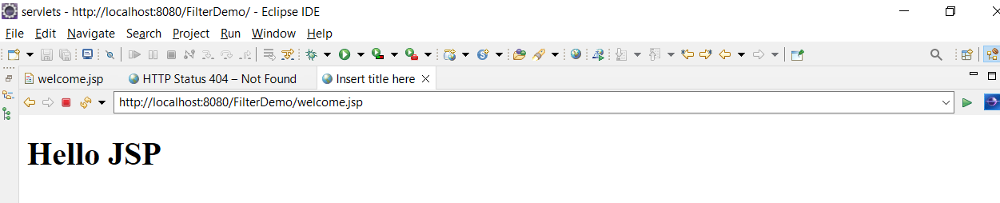 servlets - http://localhost:8080/FilterDemo/ - Eclipse IDE
File Edit Navigate Search Project Run Window Help
welcome.jsp HTTP Status 404 – Not Found Insert title here
http://localhost:8080/FilterDemo/welcome.jsp
Hello JSP